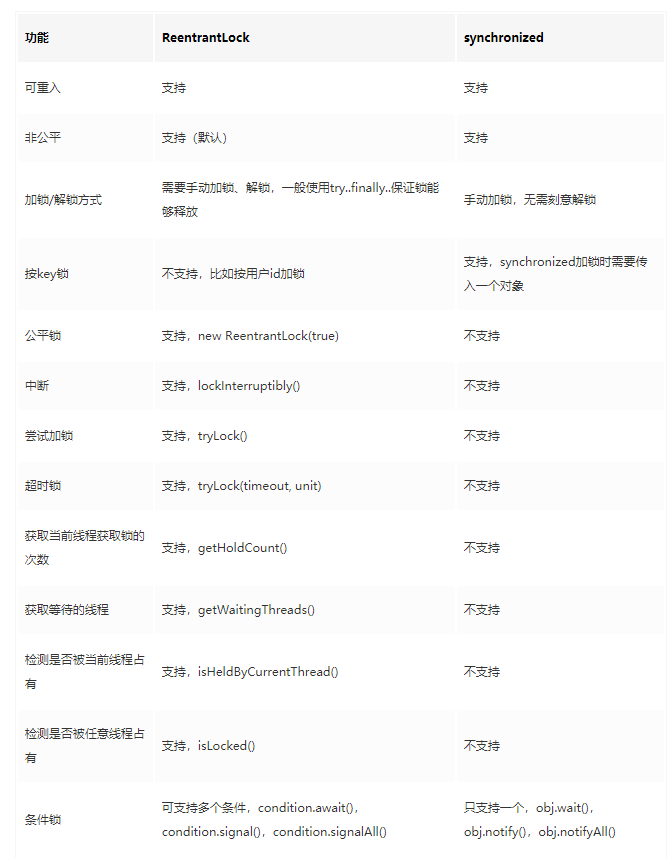 功能 ReentrantLock synchronized
可重入 支持 支持
非公平 支持（默认） 支持
加锁/解锁方式 需要手动加锁、解锁，一般使用try..finally..保证锁能
够释放 手动加锁，无需刻意解锁
按key锁 不支持，比如按用户id加锁 支持，synchronized加锁时需要传
入一个对象
公平锁 支持，new ReentrantLock(true) 不支持
中断 支持，lockInterruptibly() 不支持
尝试加锁 支持，tryLock() 不支持
超时锁 支持，tryLock(timeout, unit) 不支持
获取当前线程获取锁的
次数 支持，getHoldCount() 不支持
获取等待的线程 支持，getWaitingThreads() 不支持
检测是否被当前线程占
有 支持，isHeldByCurrentThread() 不支持
检测是否被任意线程占
有 支持，isLocked() 不支持
条件锁 可支持多个条件，condition.await()，
condition.signal()，condition.signalAll() 只支持一个，obj.wait()，
obj.notify()，obj.notifyAll()